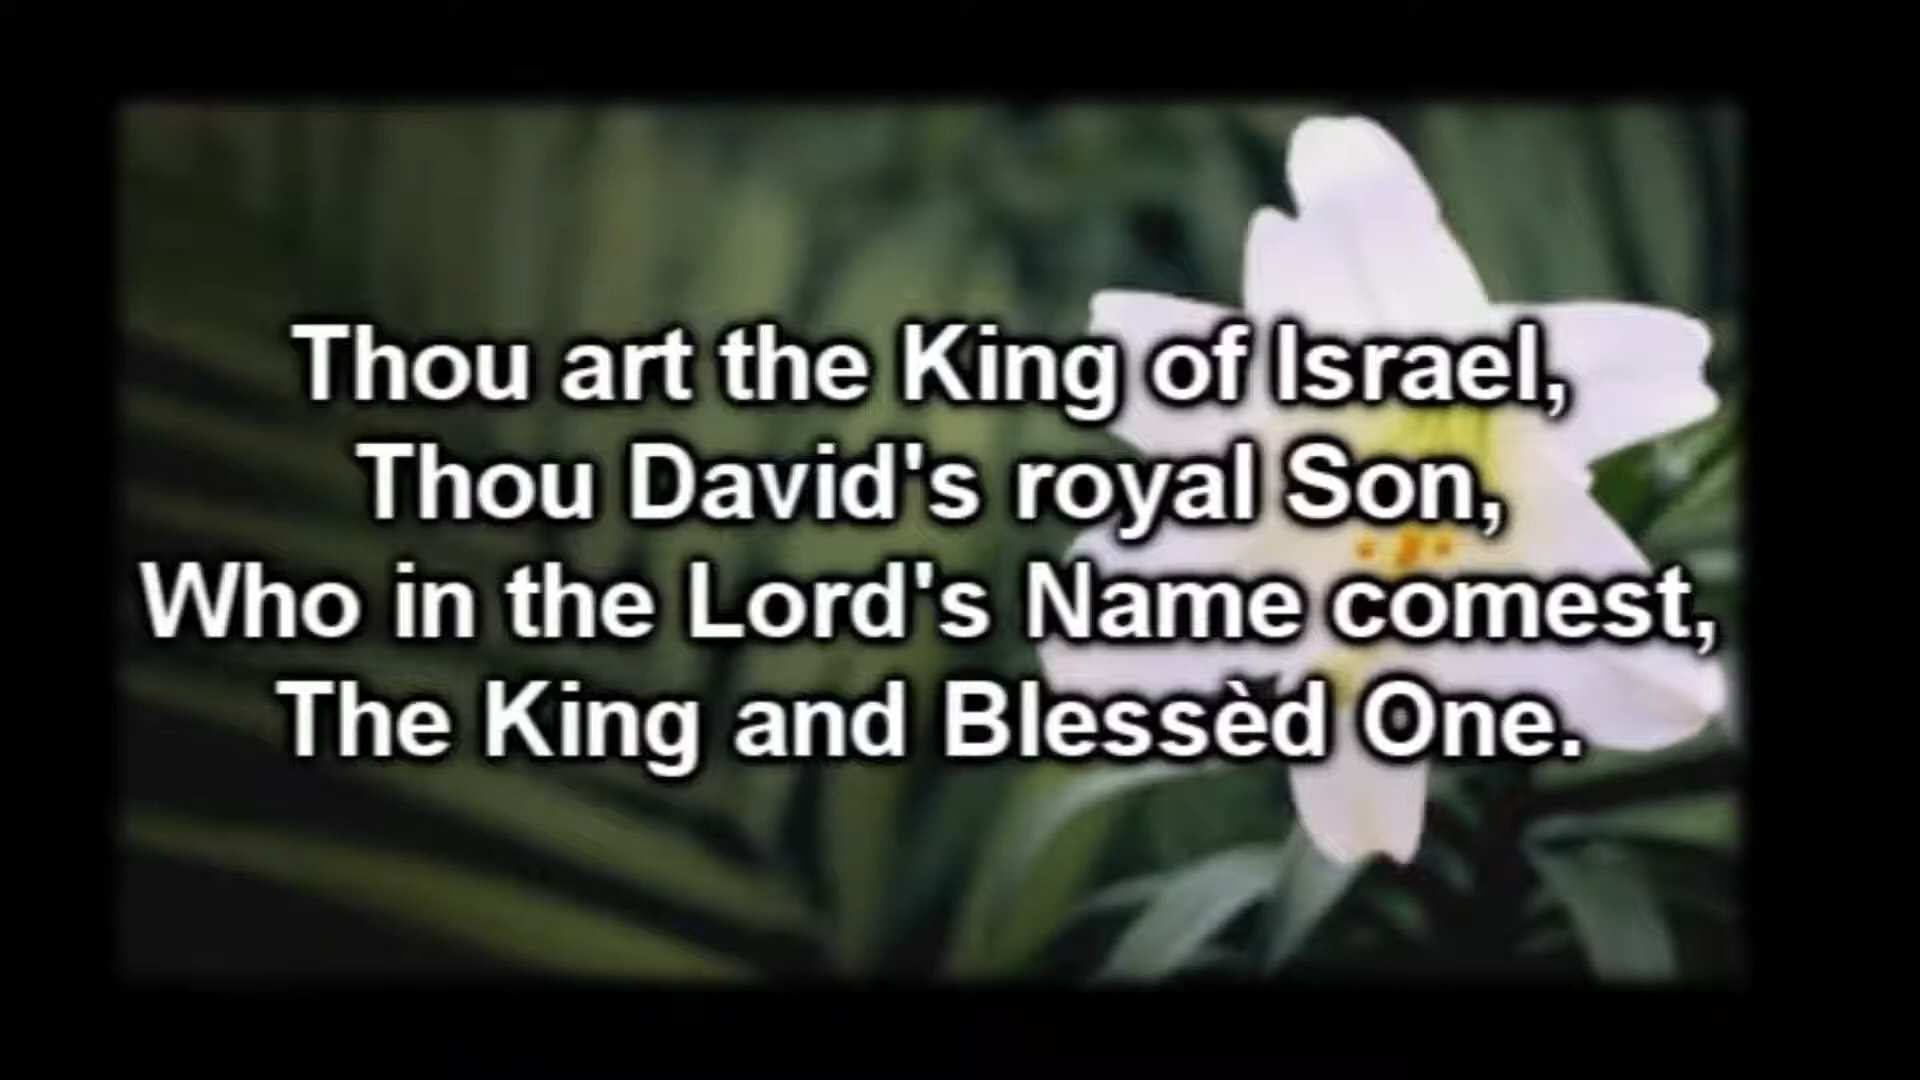 Thou art the King of Israel,
Thou David's royal Son,
Who in the Lord's Name comest,
The King and Blessèd One.